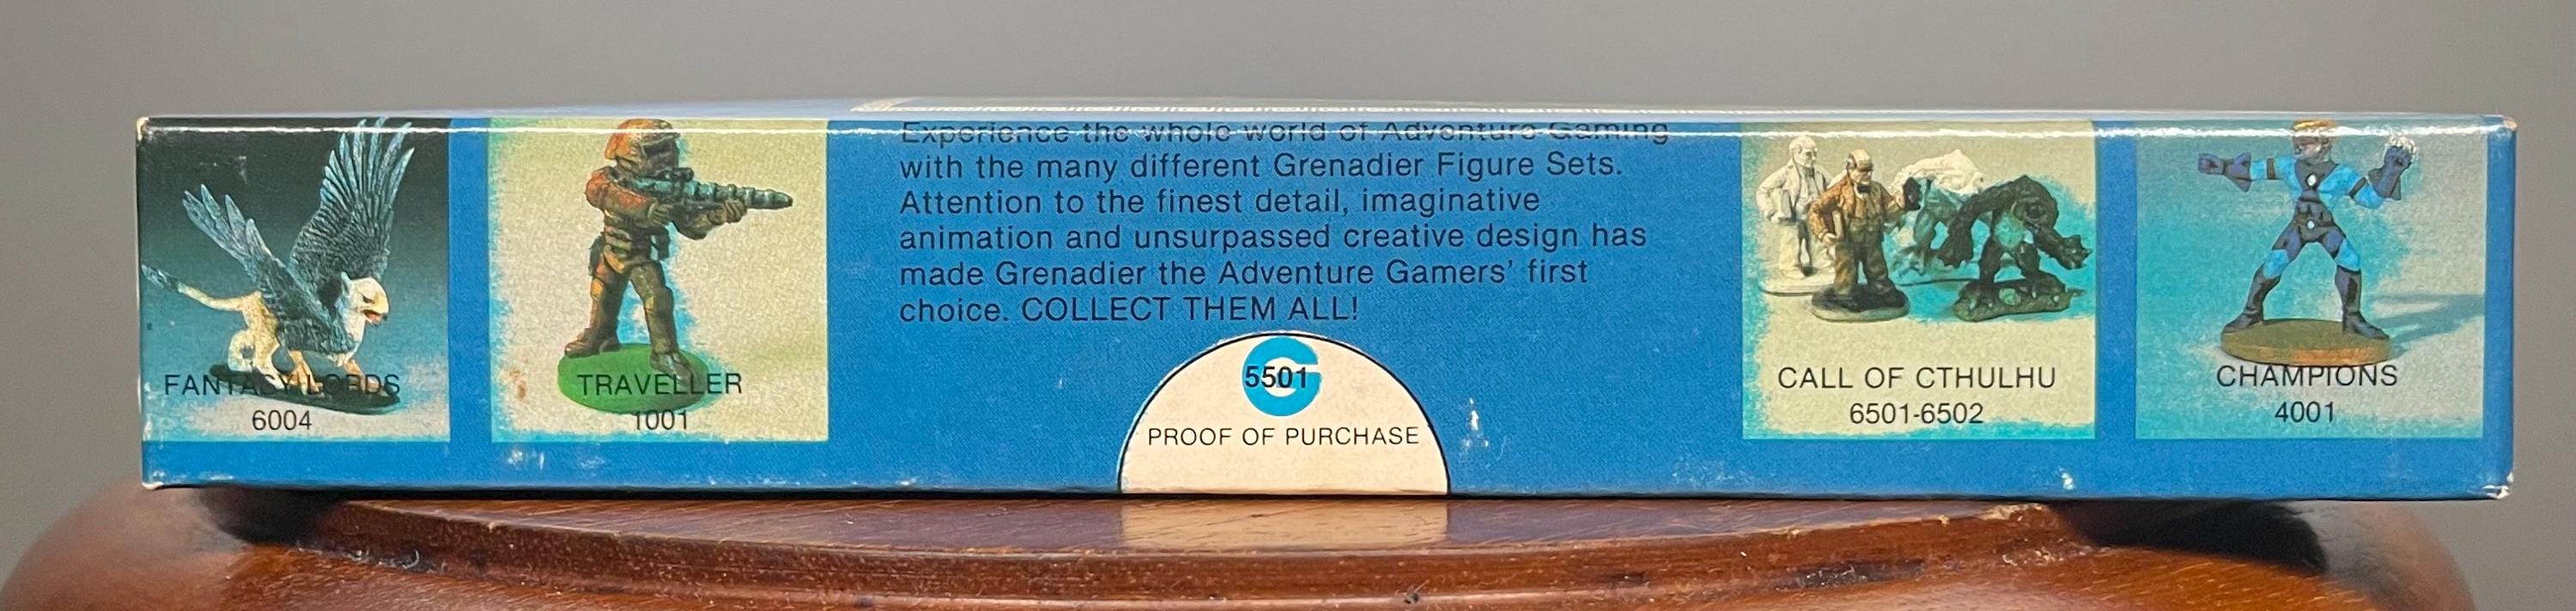 FANTASY LORDS
6004
TRAVELLER
1001
Experience the whole world of Adventure Gaming
with the many different Grenadier Figure Sets.
Attention to the finest detail, imaginative
animation and unsurpassed creative design has
made Grenadier the Adventure Gamers' first
choice. COLLECT THEM ALL!
G
5501
PROOF OF PURCHASE
CALL OF CTHULHU
6501-6502
CHAMPIONS
4001